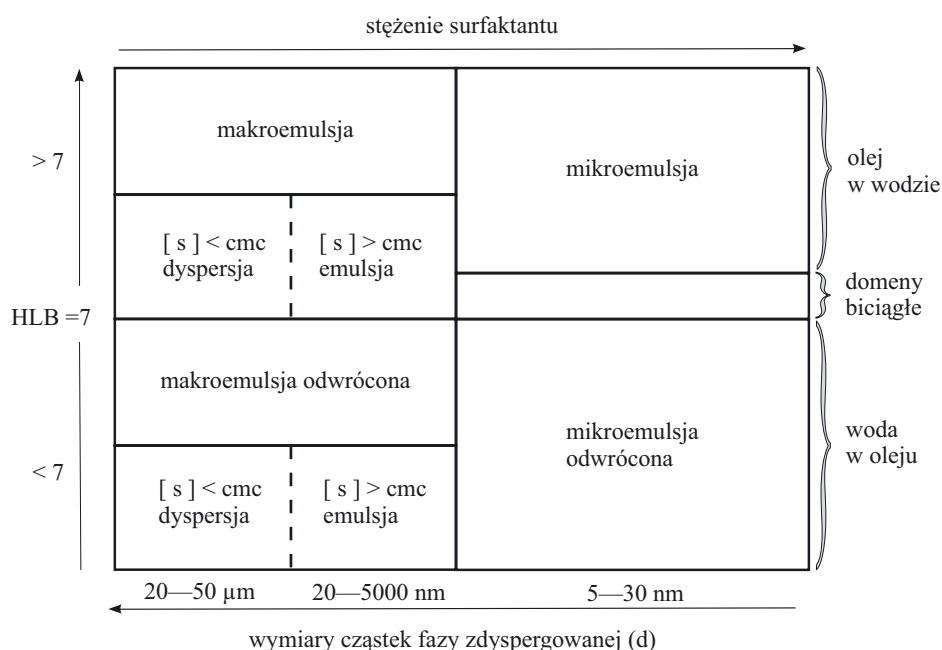 stężenie surfaktantu
makroemulsja
> 7
mikroemulsja
olej
w wodzie
[ s ] < cmc
dyspersja
[ s ] > cmc
emulsja
domeny
biciągłe
HLB =7
makroemulsja odwrócona
mikroemulsja
odwrócona
woda
w oleju
< 7
[ s ] < cmc
dyspersja
[ s ] > cmc
emulsja
20—50 µm
20—5000 nm
5—30 nm
wymiary cząstek fazy zdyspergowanej (d)